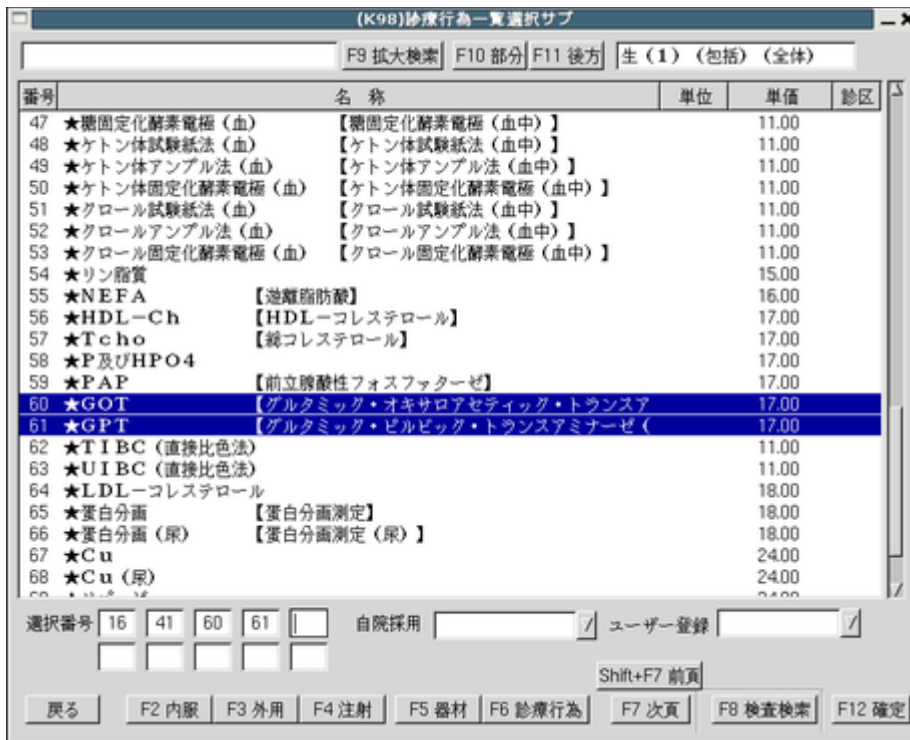 (K98)診療行為一覧選択サブ
F9 拡大検索 F10 部分 F11 後方 生（1）（包括）（全体）
番号 名 称 単位 単価 診区
47 ★糖固定化酵素電極（血） 【糖固定化酵素電極（血中）】 11.00
48 ★ケトン体試験紙法（血） 【ケトン体試験紙法（血中）】 11.00
49 ★ケトン体アンプル法（血） 【ケトン体アンプル法（血中）】 11.00
50 ★ケトン体固定化酵素電極（血） 【ケトン体固定化酵素電極（血中）】 11.00
51 ★クロール試験紙法（血） 【クロール試験紙法（血中）】 11.00
52 ★クロールアンプル法（血） 【クロールアンプル法（血中）】 11.00
53 ★クロール固定化酵素電極（血） 【クロール固定化酵素電極（血中）】 11.00
54 ★リン脂質 15.00
55 ★NEFA 【遊離脂肪酸】 16.00
56 ★HDL－Ch 【HDL－コレステロール】 17.00
57 ★Tcho 【総コレステロール】 17.00
58 ★P及びHPO4 17.00
59 ★PAP 【前立腺酸性フォスファターゼ】 17.00
60 ★GOT 【グルタミック・オキサロアセティック・トランスア 17.00
61 ★GPT 【グルタミック・ピルビック・トランスアミナーゼ（ 17.00
62 ★TIBC（直接比色法） 11.00
63 ★UIBC（直接比色法） 11.00
64 ★LDL－コレステロール 18.00
65 ★蛋白分画 【蛋白分画測定】 18.00
66 ★蛋白分画（尿） 【蛋白分画測定（尿）】 18.00
67 ★Cu 24.00
68 ★Cu（尿） 24.00
選択番号 16 41 60 61 自院採用 ユーザー登録
Shift+F7 前頁
戻る F2 内服 F3 外用 F4 注射 F5 器材 F6 診療行為 F7 次頁 F8 検査検索 F12 確定